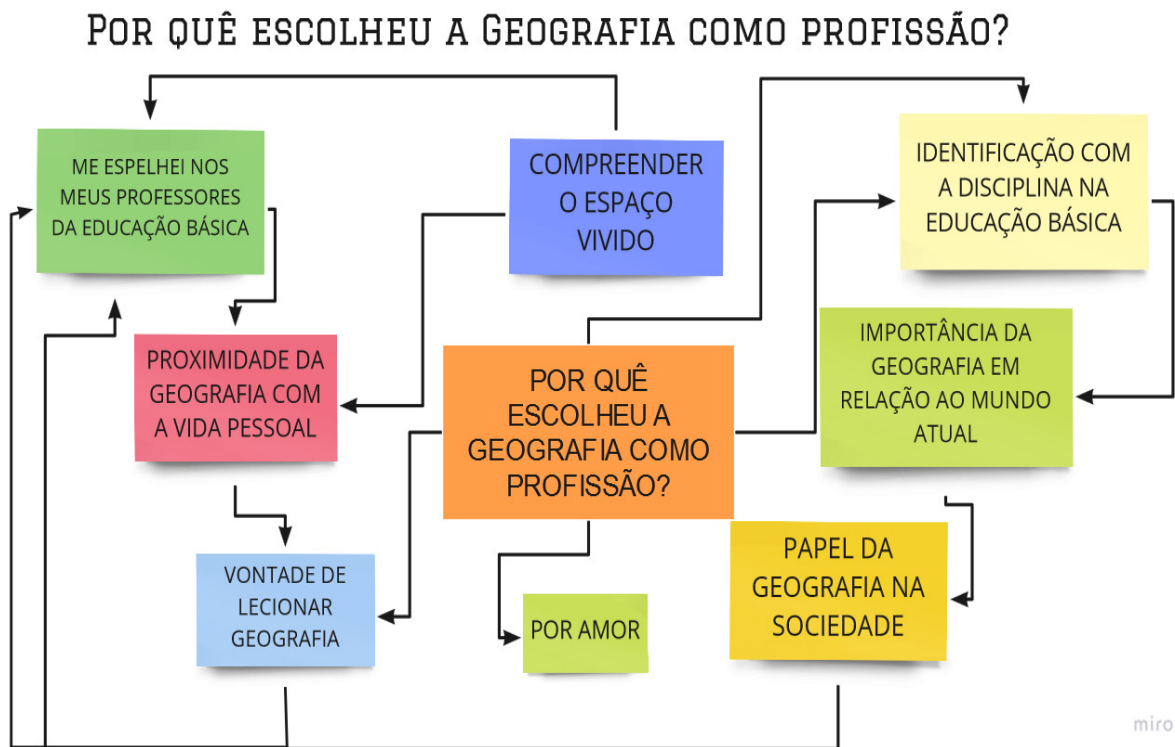 POR QUÊ ESCOLHEU A GEOGRAFIA COMO PROFISSÃO?
ME ESPELHEI NOS
MEUS PROFESSORES
DA EDUCAÇÃO BÁSICA
COMPREENDER
O ESPAÇO
VIVIDO
IDENTIFICAÇÃO COM
A DISCIPLINA NA
EDUCAÇÃO BÁSICA
PROXIMIDADE DA
GEOGRAFIA COM
A VIDA PESSOAL
POR QUÊ
ESCOLHEU A
GEOGRAFIA COMO
PROFISSÃO?
IMPORTÂNCIA DA
GEOGRAFIA EM
RELAÇÃO AO MUNDO
ATUAL
VONTADE DE
LECIONAR
GEOGRAFIA
POR AMOR
PAPEL DA
GEOGRAFIA NA
SOCIEDADE
miro